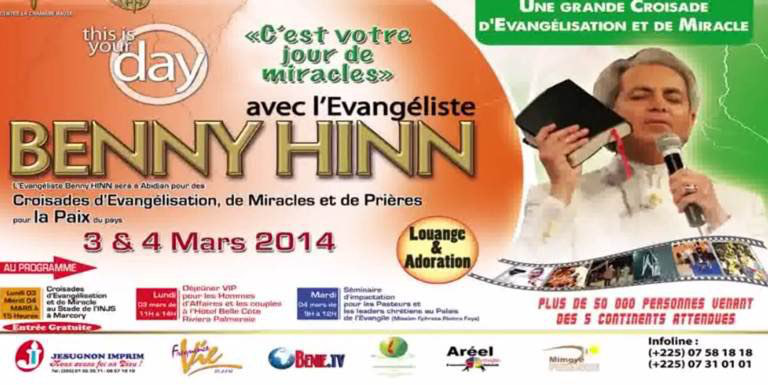 CENTRE LA CHAMBRE HAUTE
this is
your
day
«C'est votre
jour de
miracles»
UNE GRANDE CROISADE
D'EVANGÉLISATION ET DE MIRACLE
avec l'Evangéliste
BENNY HINN
L'Evangéliste Benny HINN sera à Abidjan pour des
Croisades d'Evangélisation, de Miracles et de Prières
pour la Paix du pays
3 & 4 Mars 2014
Louange
&
Adoration
AU PROGRAMME
Lundi 03
Mardi 04
MARS à
15 Heures
Croisades
d'Evangélisation
et de Miracle
au Stade de l'INJS
à Marcory
Entrée Gratuite
Lundi
03 mars de
11H à 14H
Déjeuner VIP
pour les Hommes
d'Affaires et les couples
à l'Hôtel Belle Côte
Riviera Palmeraie
Mardi
04 mars de
9H à 12H
Séminaire
d'impactation
pour les Pasteurs et
les leaders chrétiens au Palais
de l'Evangile
PLUS DE 50 000 PERSONNES VENANT
DES 5 CONTINENTS ATTENDUES
JESUGNON IMPRIM
Nous avons foi en Dieu !
Fréquence
Vie
BENIE.TV
Aréel
Infoline :
(+225) 07 58 18 18
(+225) 07 31 01 01